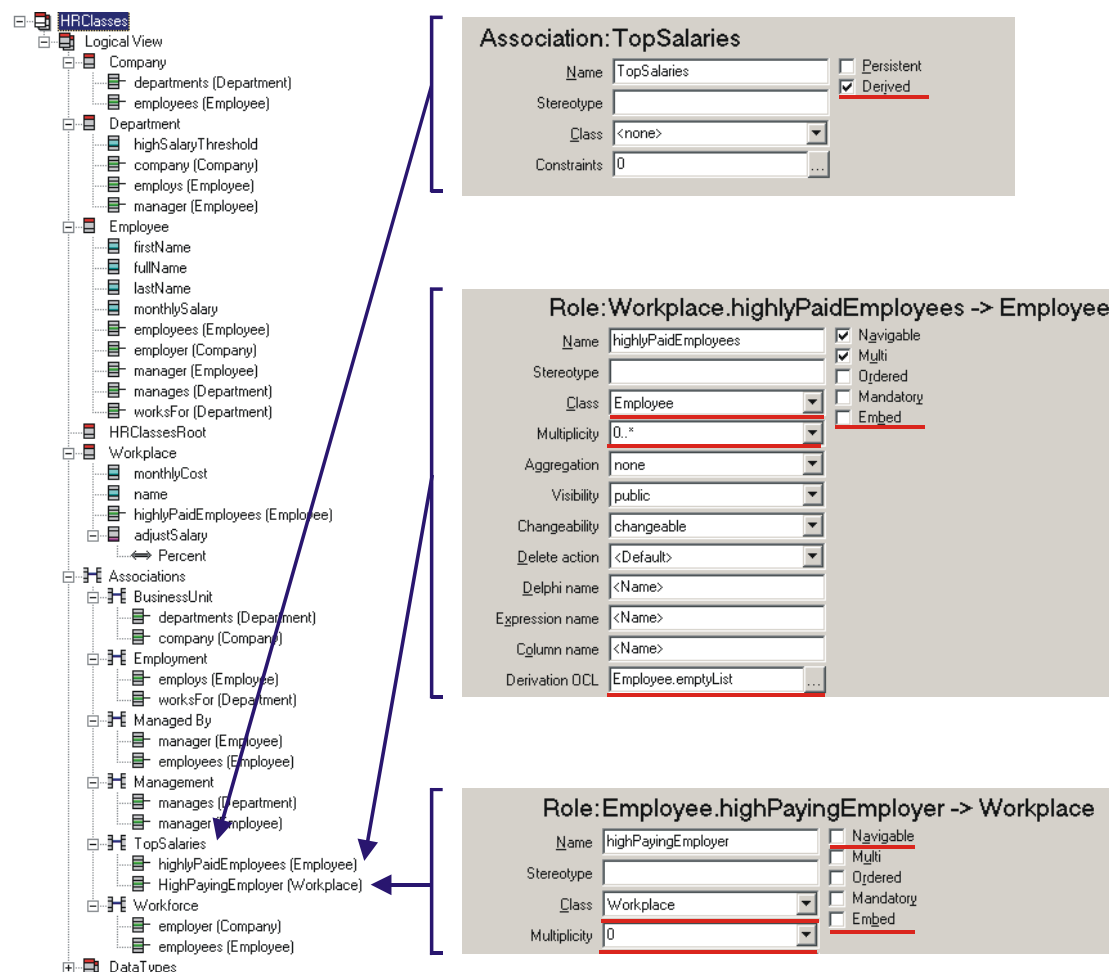 HRClasses
Logical View
Company
departments (Department)
employees (Employee)
Department
highSalaryThreshold
company (Company)
employs (Employee)
manager (Employee)
Employee
firstName
fullName
lastName
monthlySalary
employees (Employee)
employer (Company)
manager (Employee)
manages (Department)
worksFor (Department)
HRClassesRoot
Workplace
monthlyCost
name
highlyPaidEmployees (Employee)
adjustSalary
Percent
Associations
BusinessUnit
departments (Department)
company (Company)
Employment
employs (Employee)
worksFor (Department)
Managed By
manager (Employee)
employees (Employee)
Management
manages (Department)
manager (Employee)
TopSalaries
highlyPaidEmployees (Employee)
HighPayingEmployer (Workplace)
Workforce
employer (Company)
employees (Employee)
DataTypes
Association:TopSalaries
Name TopSalaries Persistent
Derived
Stereotype
Class <none>
Constraints 0 ...
Role:Workplace.highlyPaidEmployees -> Employee
Name highlyPaidEmployees Navigable
Multi
Stereotype Ordered
Class Employee Mandatory
Embed
Multiplicity 0..*
Aggregation none
Visibility public
Changeability changeable
Delete action <Default>
Delphi name <Name>
Expression name <Name>
Column name <Name>
Derivation OCL Employee.emptyList ...
Role:Employee.highPayingEmployer -> Workplace
Name highPayingEmployer Navigable
Multi
Stereotype Ordered
Class Workplace Mandatory
Embed
Multiplicity 0